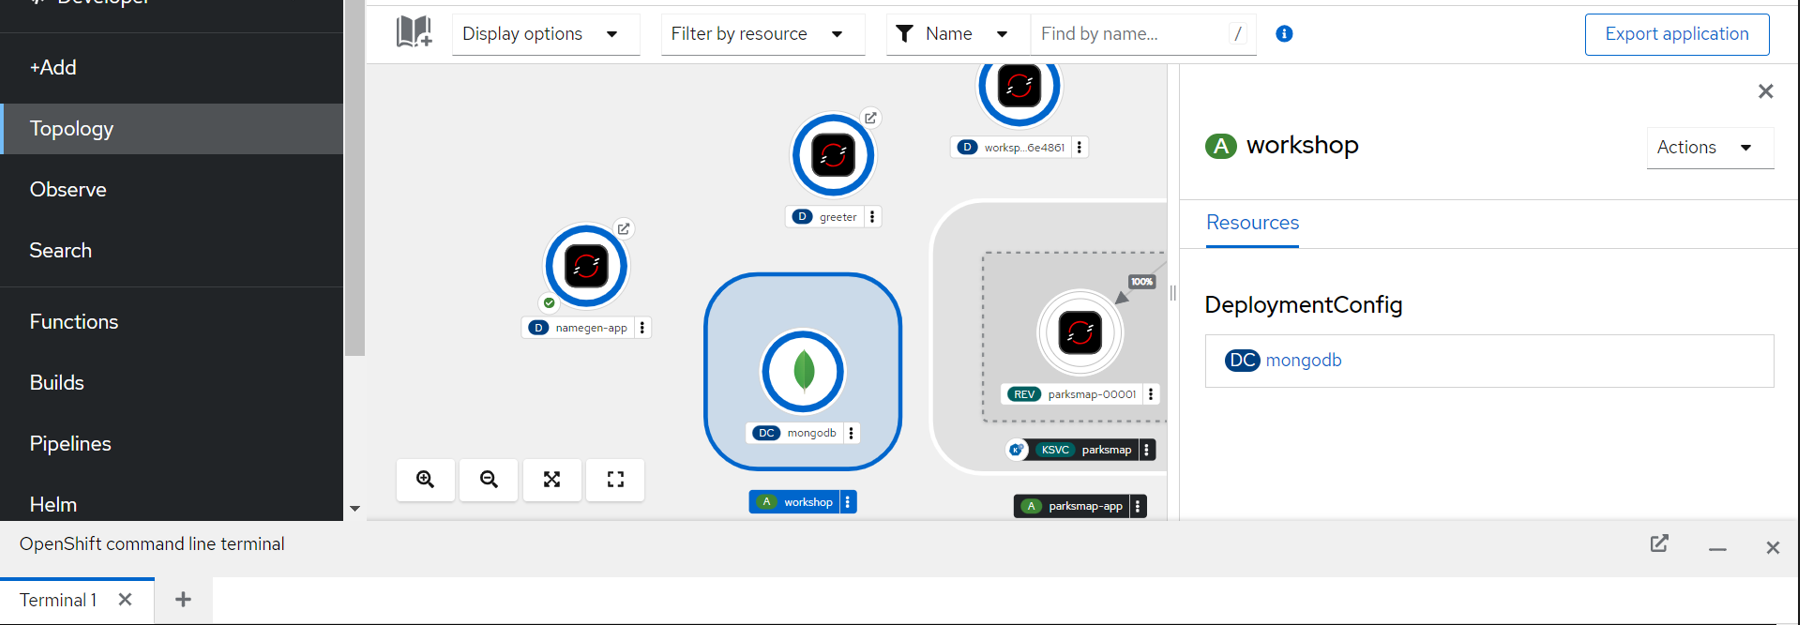 Developer
+Add
Topology
Observe
Search
Functions
Builds
Pipelines
Helm
Display options
Filter by resource
Name
Find by name...
/
i
Export application
D worksp...6e4861
D greeter
D namegen-app
DC mongodb
A workshop
100%
REV parksmap-00001
K KSVC parksmap
A parksmap-app
A workshop
Actions
Resources
DeploymentConfig
DC mongodb
OpenShift command line terminal
Terminal 1